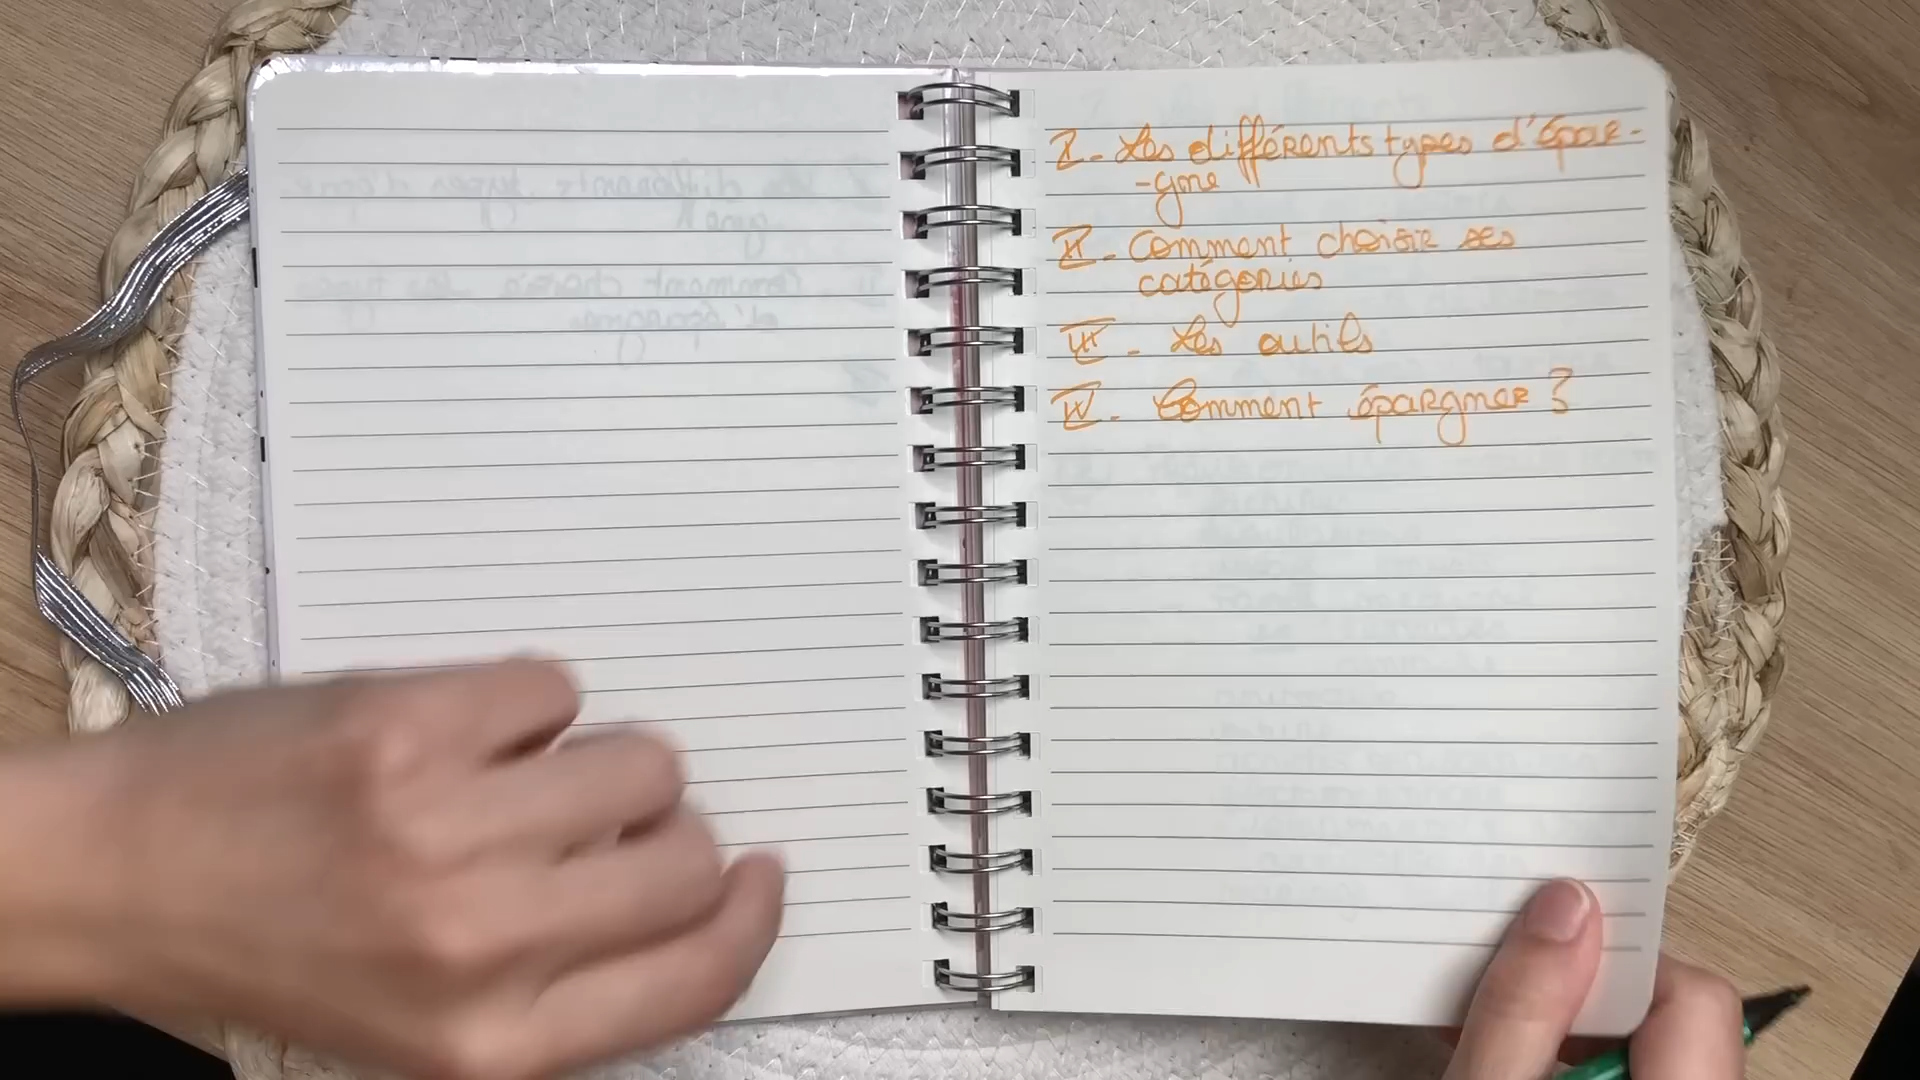 I - Les différents types d'épar-
-gne
II - Comment choisir ses
catégories
III - Les outils
IV - Comment épargner ?